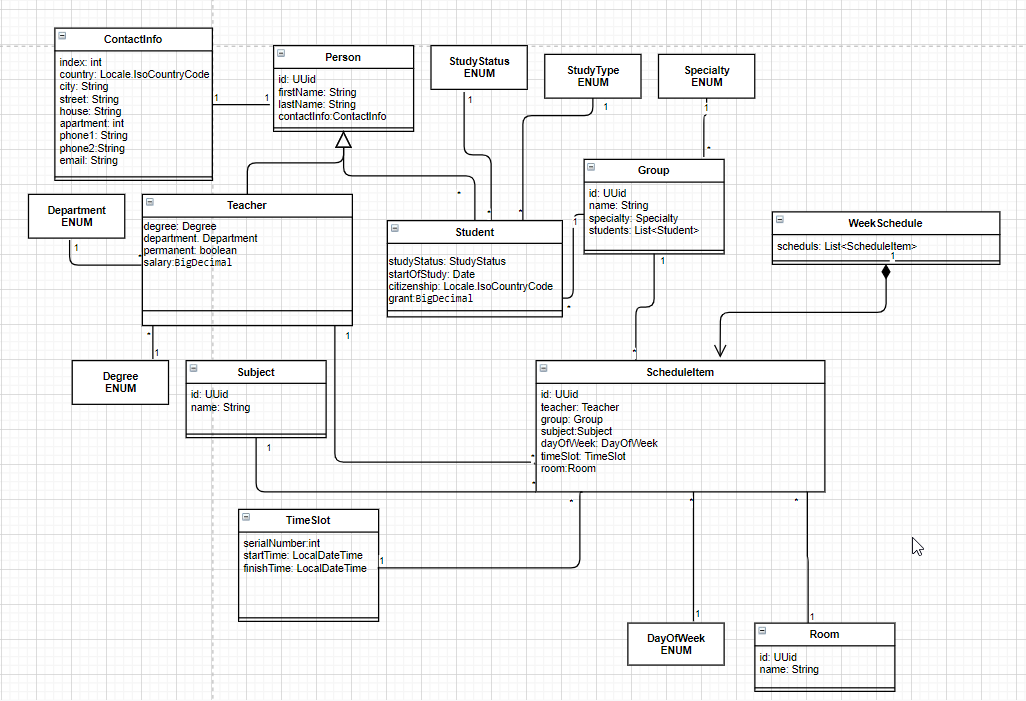 ContactInfo
index: int
country: Locale.IsoCountryCode
city: String
street: String
house: String
apartment: int
phone1: String
phone2:String
email: String
1
1
Person
id: UUid
firstName: String
lastName: String
contactInfo:ContactInfo
StudyStatus
ENUM
1
StudyType
ENUM
1
Specialty
ENUM
1
*
Group
id: UUid
name: String
specialty: Specialty
students: List<Student>
1
1
Department
ENUM
1
*
Teacher
degree: Degree
department. Department
permanent: boolean
salary:BigDecimal
*
1
1
*
*
*
Student
studyStatus: StudyStatus
startOfStudy: Date
citizenship: Locale.IsoCountryCode
grant:BigDecimal
*
WeekSchedule
scheduls: List<ScheduleItem>
1
Degree
ENUM
Subject
id: UUid
name: String
1
*
ScheduleItem
id: UUid
teacher: Teacher
group: Group
subject:Subject
dayOfWeek: DayOfWeek
timeSlot: TimeSlot
room:Room
*
*
*
*
*
TimeSlot
serialNumber:int
startTime: LocalDateTime
finishTime: LocalDateTime
1
1
1
DayOfWeek
ENUM
Room
id: UUid
name: String